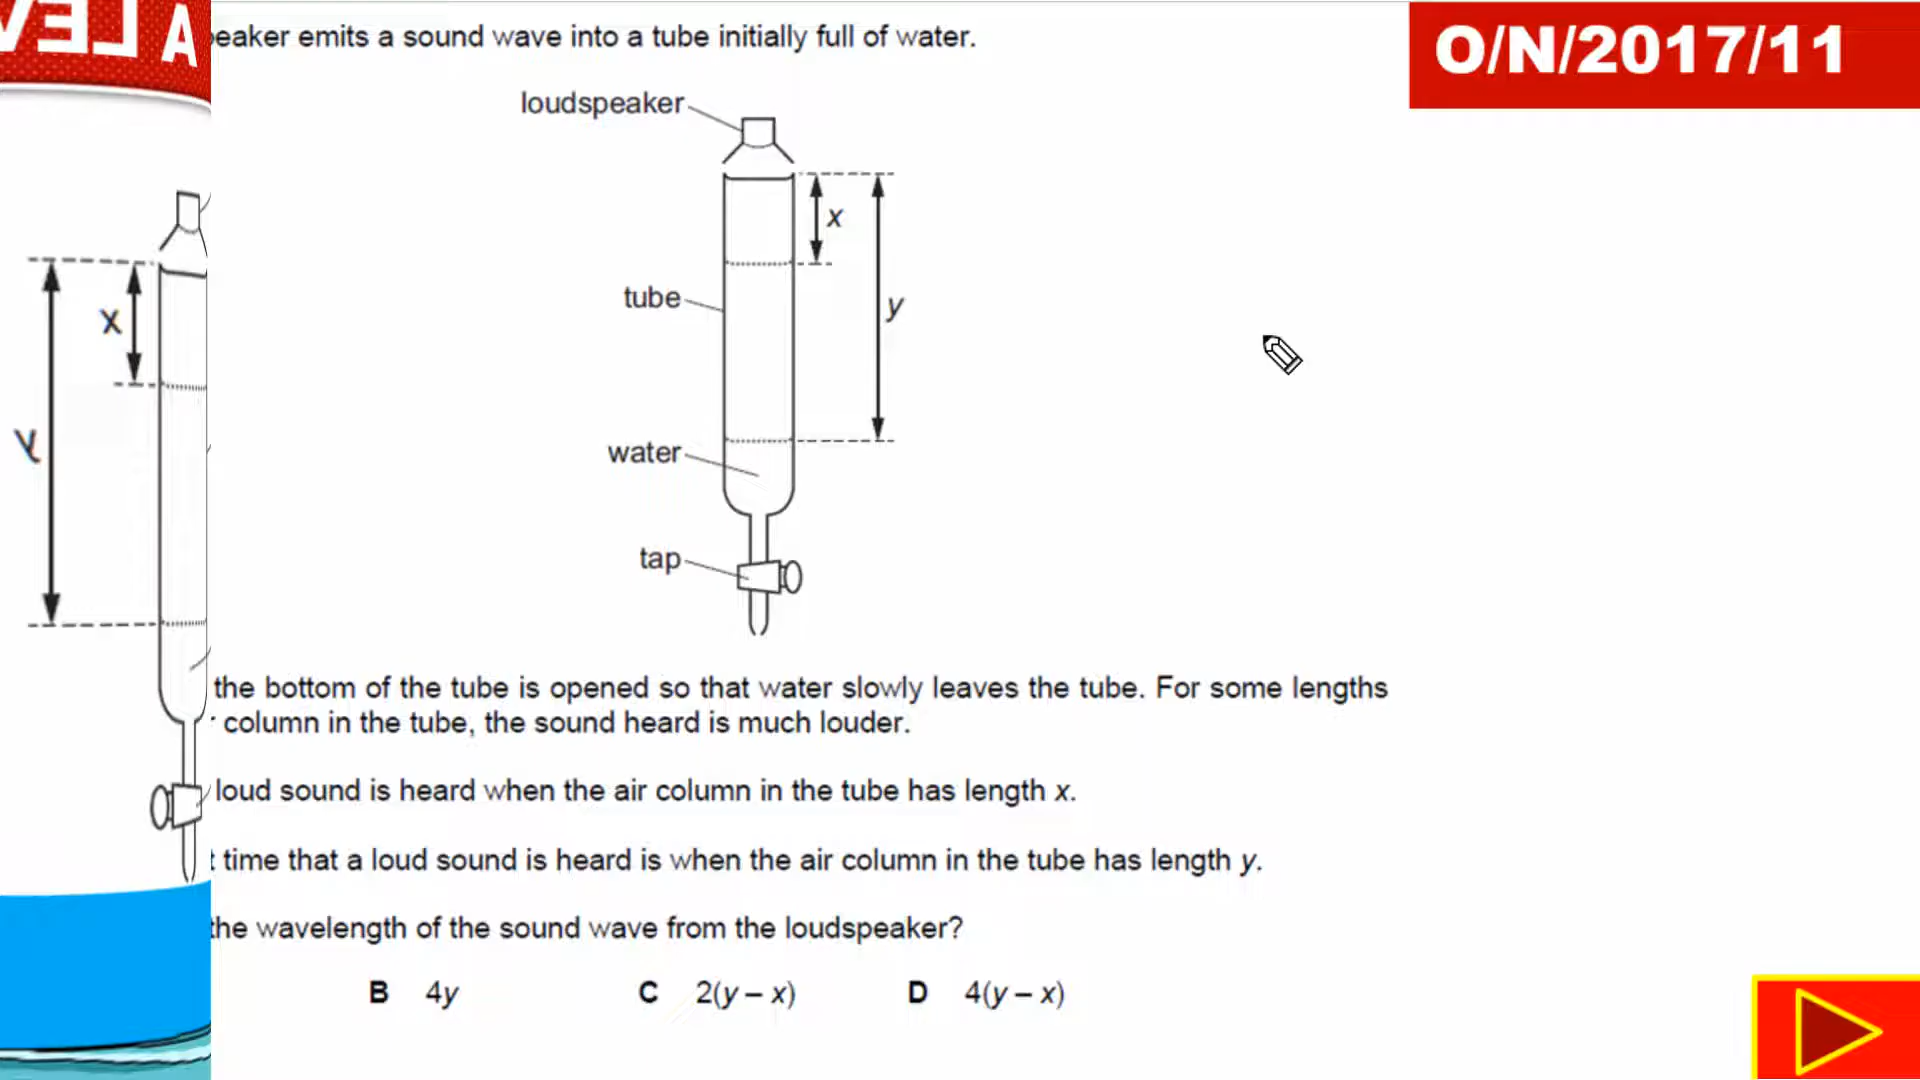 A LEV
eaker emits a sound wave into a tube initially full of water.
O/N/2017/11
loudspeaker
x
y
tube
water
tap
x
y
the bottom of the tube is opened so that water slowly leaves the tube. For some lengths
column in the tube, the sound heard is much louder.
loud sound is heard when the air column in the tube has length x.
time that a loud sound is heard is when the air column in the tube has length y.
the wavelength of the sound wave from the loudspeaker?
B 4y C 2(y – x) D 4(y – x)